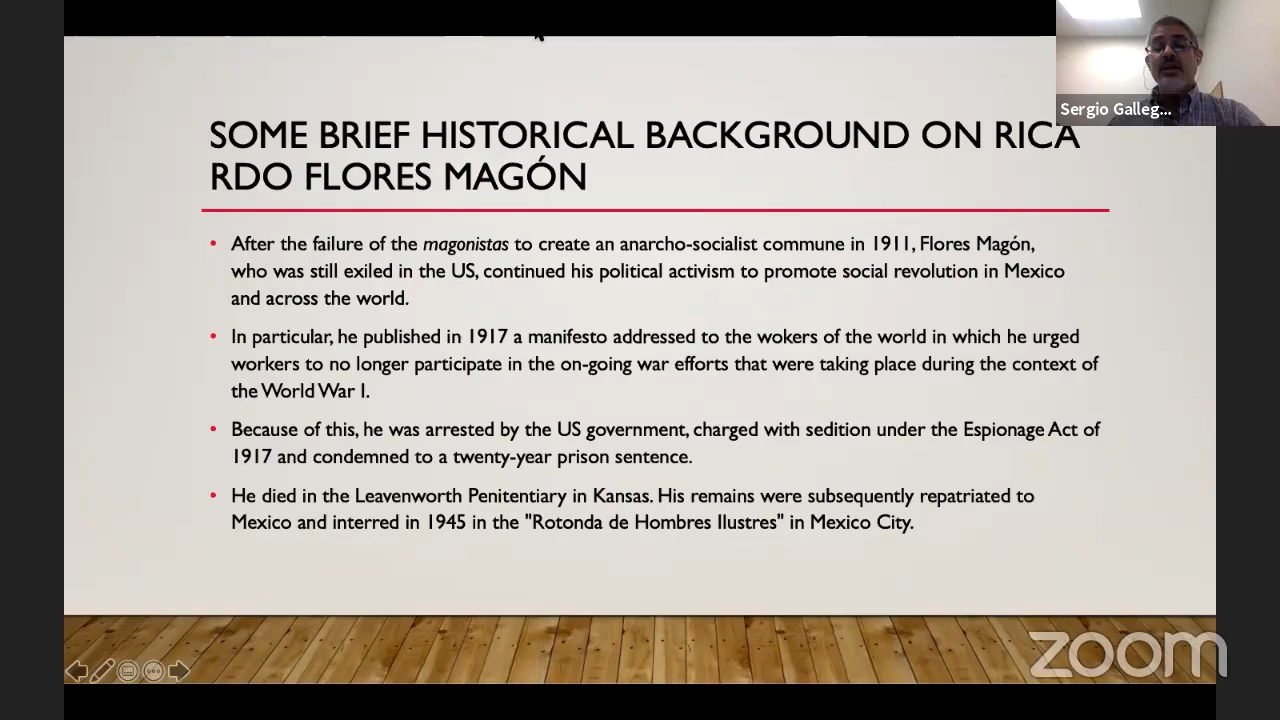 Sergio Galleg...
SOME BRIEF HISTORICAL BACKGROUND ON RICA
RDO FLORES MAGÓN
• After the failure of the magonistas to create an anarcho-socialist commune in 1911, Flores Magón,
who was still exiled in the US, continued his political activism to promote social revolution in Mexico
and across the world.
• In particular, he published in 1917 a manifesto addressed to the wokers of the world in which he urged
workers to no longer participate in the on-going war efforts that were taking place during the context of
the World War I.
• Because of this, he was arrested by the US government, charged with sedition under the Espionage Act of
1917 and condemned to a twenty-year prison sentence.
• He died in the Leavenworth Penitentiary in Kansas. His remains were subsequently repatriated to
Mexico and interred in 1945 in the "Rotonda de Hombres Ilustres" in Mexico City.
zoom